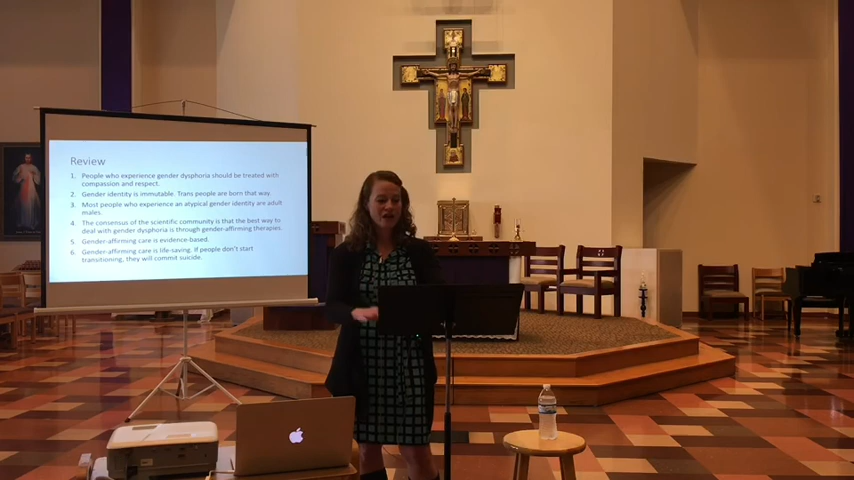 Review
1. People who experience gender dysphoria should be treated with
compassion and respect.
2. Gender identity is immutable. Trans people are born that way.
3. Most people who experience an atypical gender identity are adult
males.
4. The consensus of the scientific community is that the best way to
deal with gender dysphoria is through gender-affirming therapies.
5. Gender-affirming care is evidence-based.
6. Gender-affirming care is life-saving. If people don't start
transitioning, they will commit suicide.